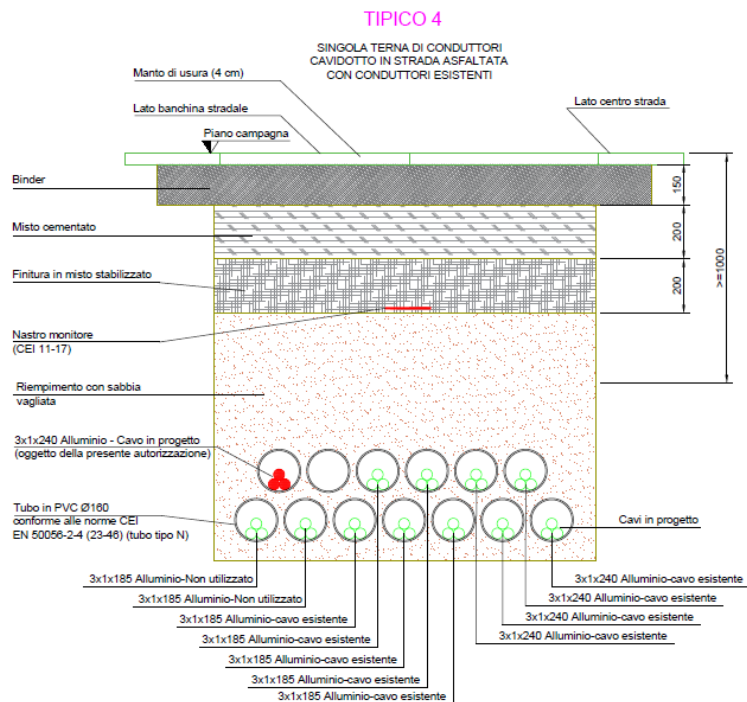 TIPICO 4
SINGOLA TERNA DI CONDUTTORI
CAVIDOTTO IN STRADA ASFALTATA
CON CONDUTTORI ESISTENTI
Manto di usura (4 cm)
Lato centro strada
Lato banchina stradale
Piano campagna
Binder
150
Misto cementato
200
>=1000
Finitura in misto stabilizzato
200
Nastro monitore
(CEI 11-17)
Riempimento con sabbia
vagliata
3x1x240 Alluminio - Cavo in progetto
(oggetto della presente autorizzazione)
Tubo in PVC Ø160
conforme alle norme CEI
EN 50056-2-4 (23-46) (tubo tipo N)
Cavi in progetto
3x1x185 Alluminio-Non utilizzato
3x1x240 Alluminio-cavo esistente
3x1x185 Alluminio-Non utilizzato
3x1x240 Alluminio-cavo esistente
3x1x185 Alluminio-cavo esistente
3x1x240 Alluminio-cavo esistente
3x1x185 Alluminio-cavo esistente
3x1x240 Alluminio-cavo esistente
3x1x185 Alluminio-cavo esistente
3x1x185 Alluminio-cavo esistente
3x1x185 Alluminio-cavo esistente